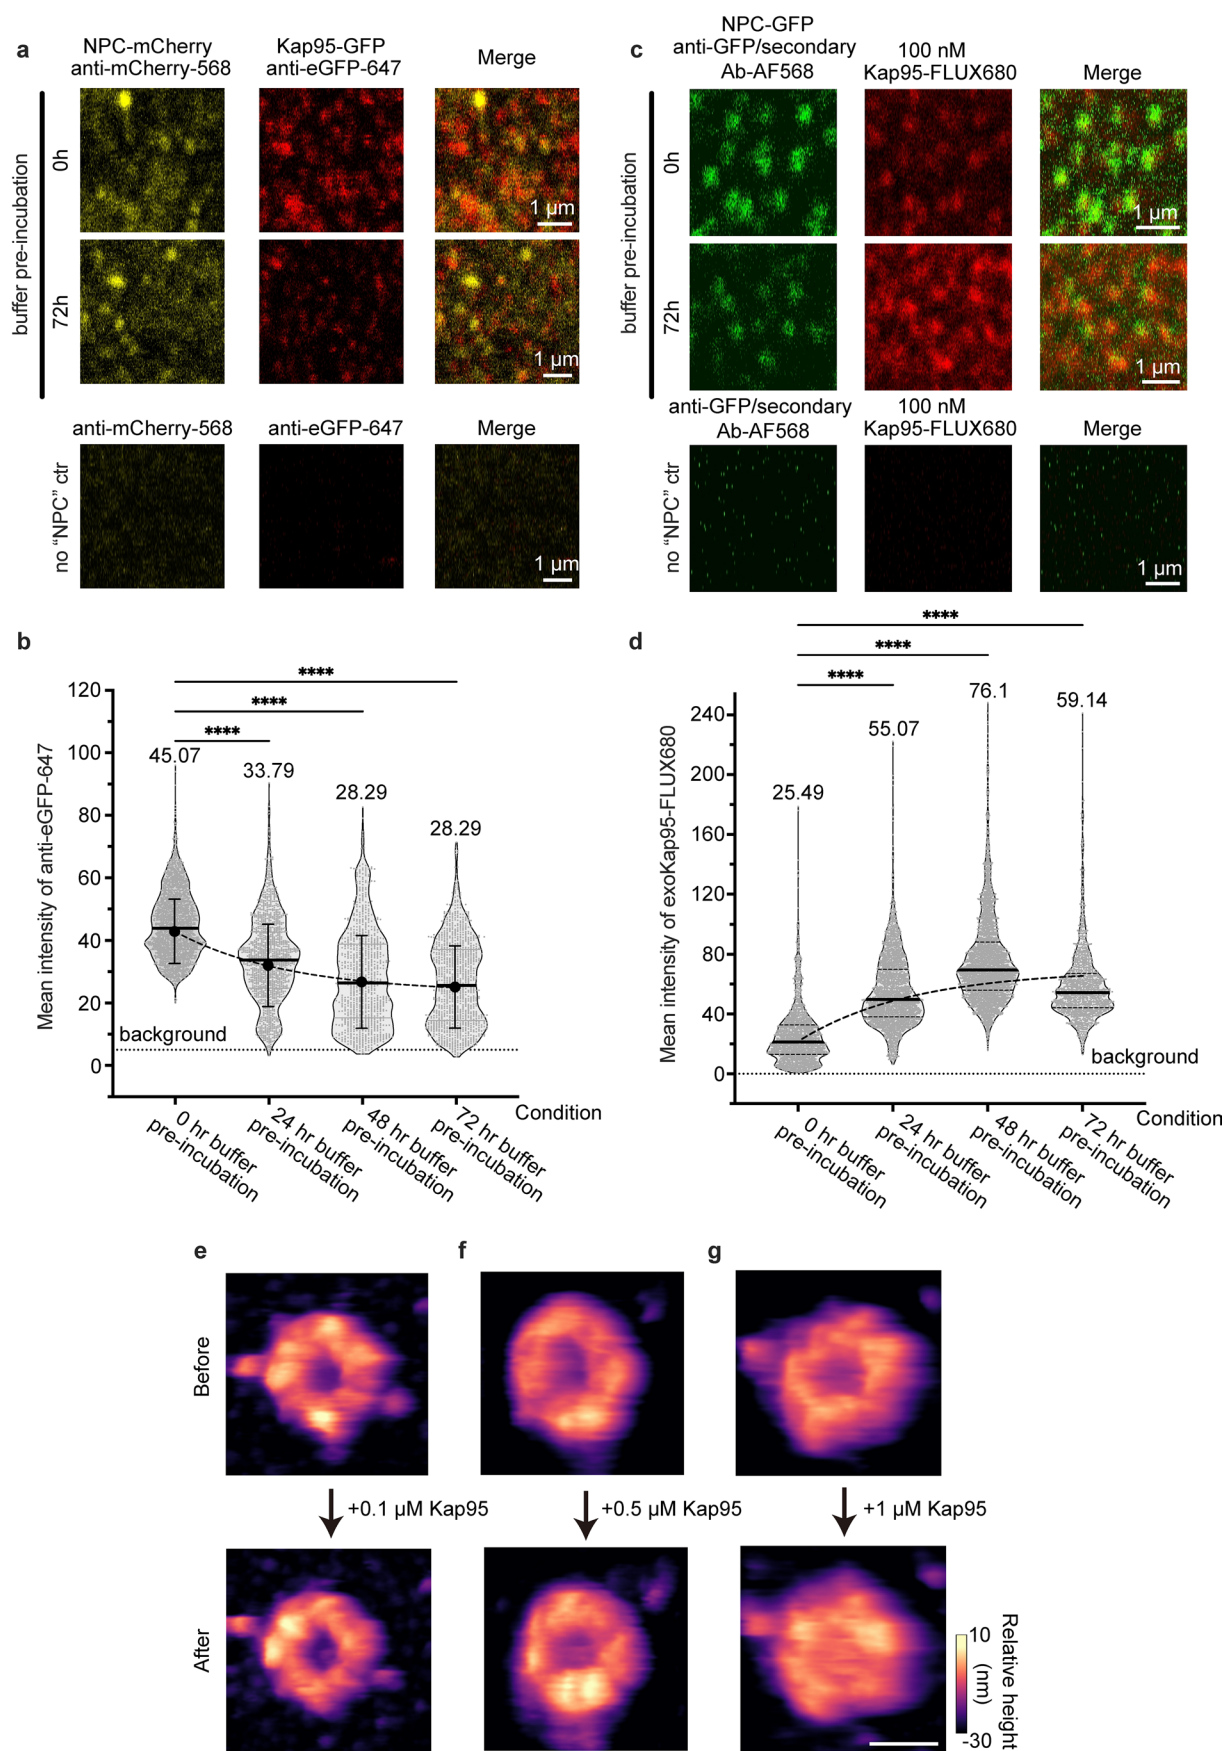 a
NPC-mCherry
anti-mCherry-568
Kap95-GFP
anti-eGFP-647
Merge
buffer pre-incubation
0h
1 µm
72h
1 µm
anti-mCherry-568
anti-eGFP-647
Merge
no “NPC” ctr
1 µm
c
NPC-GFP
anti-GFP/secondary
Ab-AF568
100 nM
Kap95-FLUX680
Merge
buffer pre-incubation
0h
1 µm
72h
1 µm
anti-GFP/secondary
Ab-AF568
100 nM
Kap95-FLUX680
Merge
no “NPC” ctr
1 µm
b
****
****
****
Mean intensity of anti-eGFP-647
120
100
80
60
40
20
0
45.07
33.79
28.29
28.29
background
Condition
0 hr buffer
pre-incubation
24 hr buffer
pre-incubation
48 hr buffer
pre-incubation
72 hr buffer
pre-incubation
d
****
****
****
Mean intensity of exoKap95-FLUX680
240
200
160
120
80
40
0
25.49
55.07
76.1
59.14
background
Condition
0 hr buffer
pre-incubation
24 hr buffer
pre-incubation
48 hr buffer
pre-incubation
72 hr buffer
pre-incubation
e
f
g
Before
+0.1 µM Kap95
+0.5 µM Kap95
+1 µM Kap95
After
10
-30
Relative height
(nm)